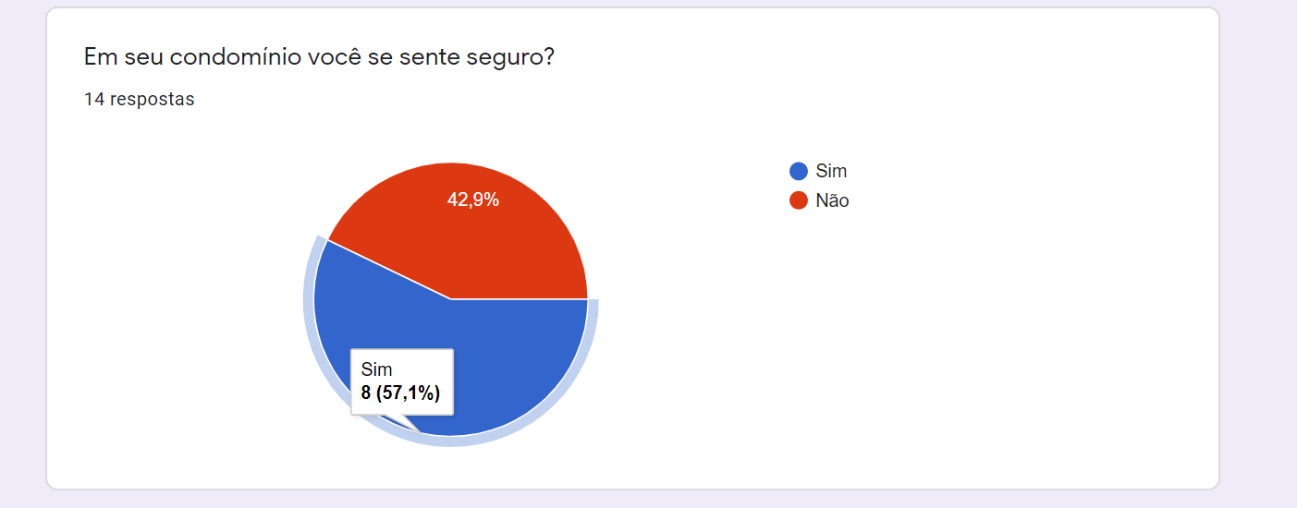 Em seu condomínio você se sente seguro?
14 respostas
42,9%
Sim
8 (57,1%)
Sim
Não